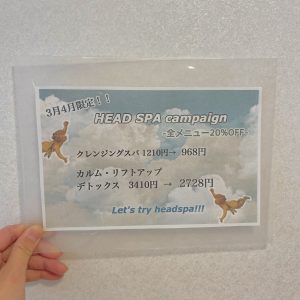 3月4月限定！！
HEAD SPA campaign
-全メニュー20%OFF-
クレンジングスパ 1210円→ 968円
カルム・リフトアップ
デトックス 3410円 → 2728円
Let's try headspa!!!